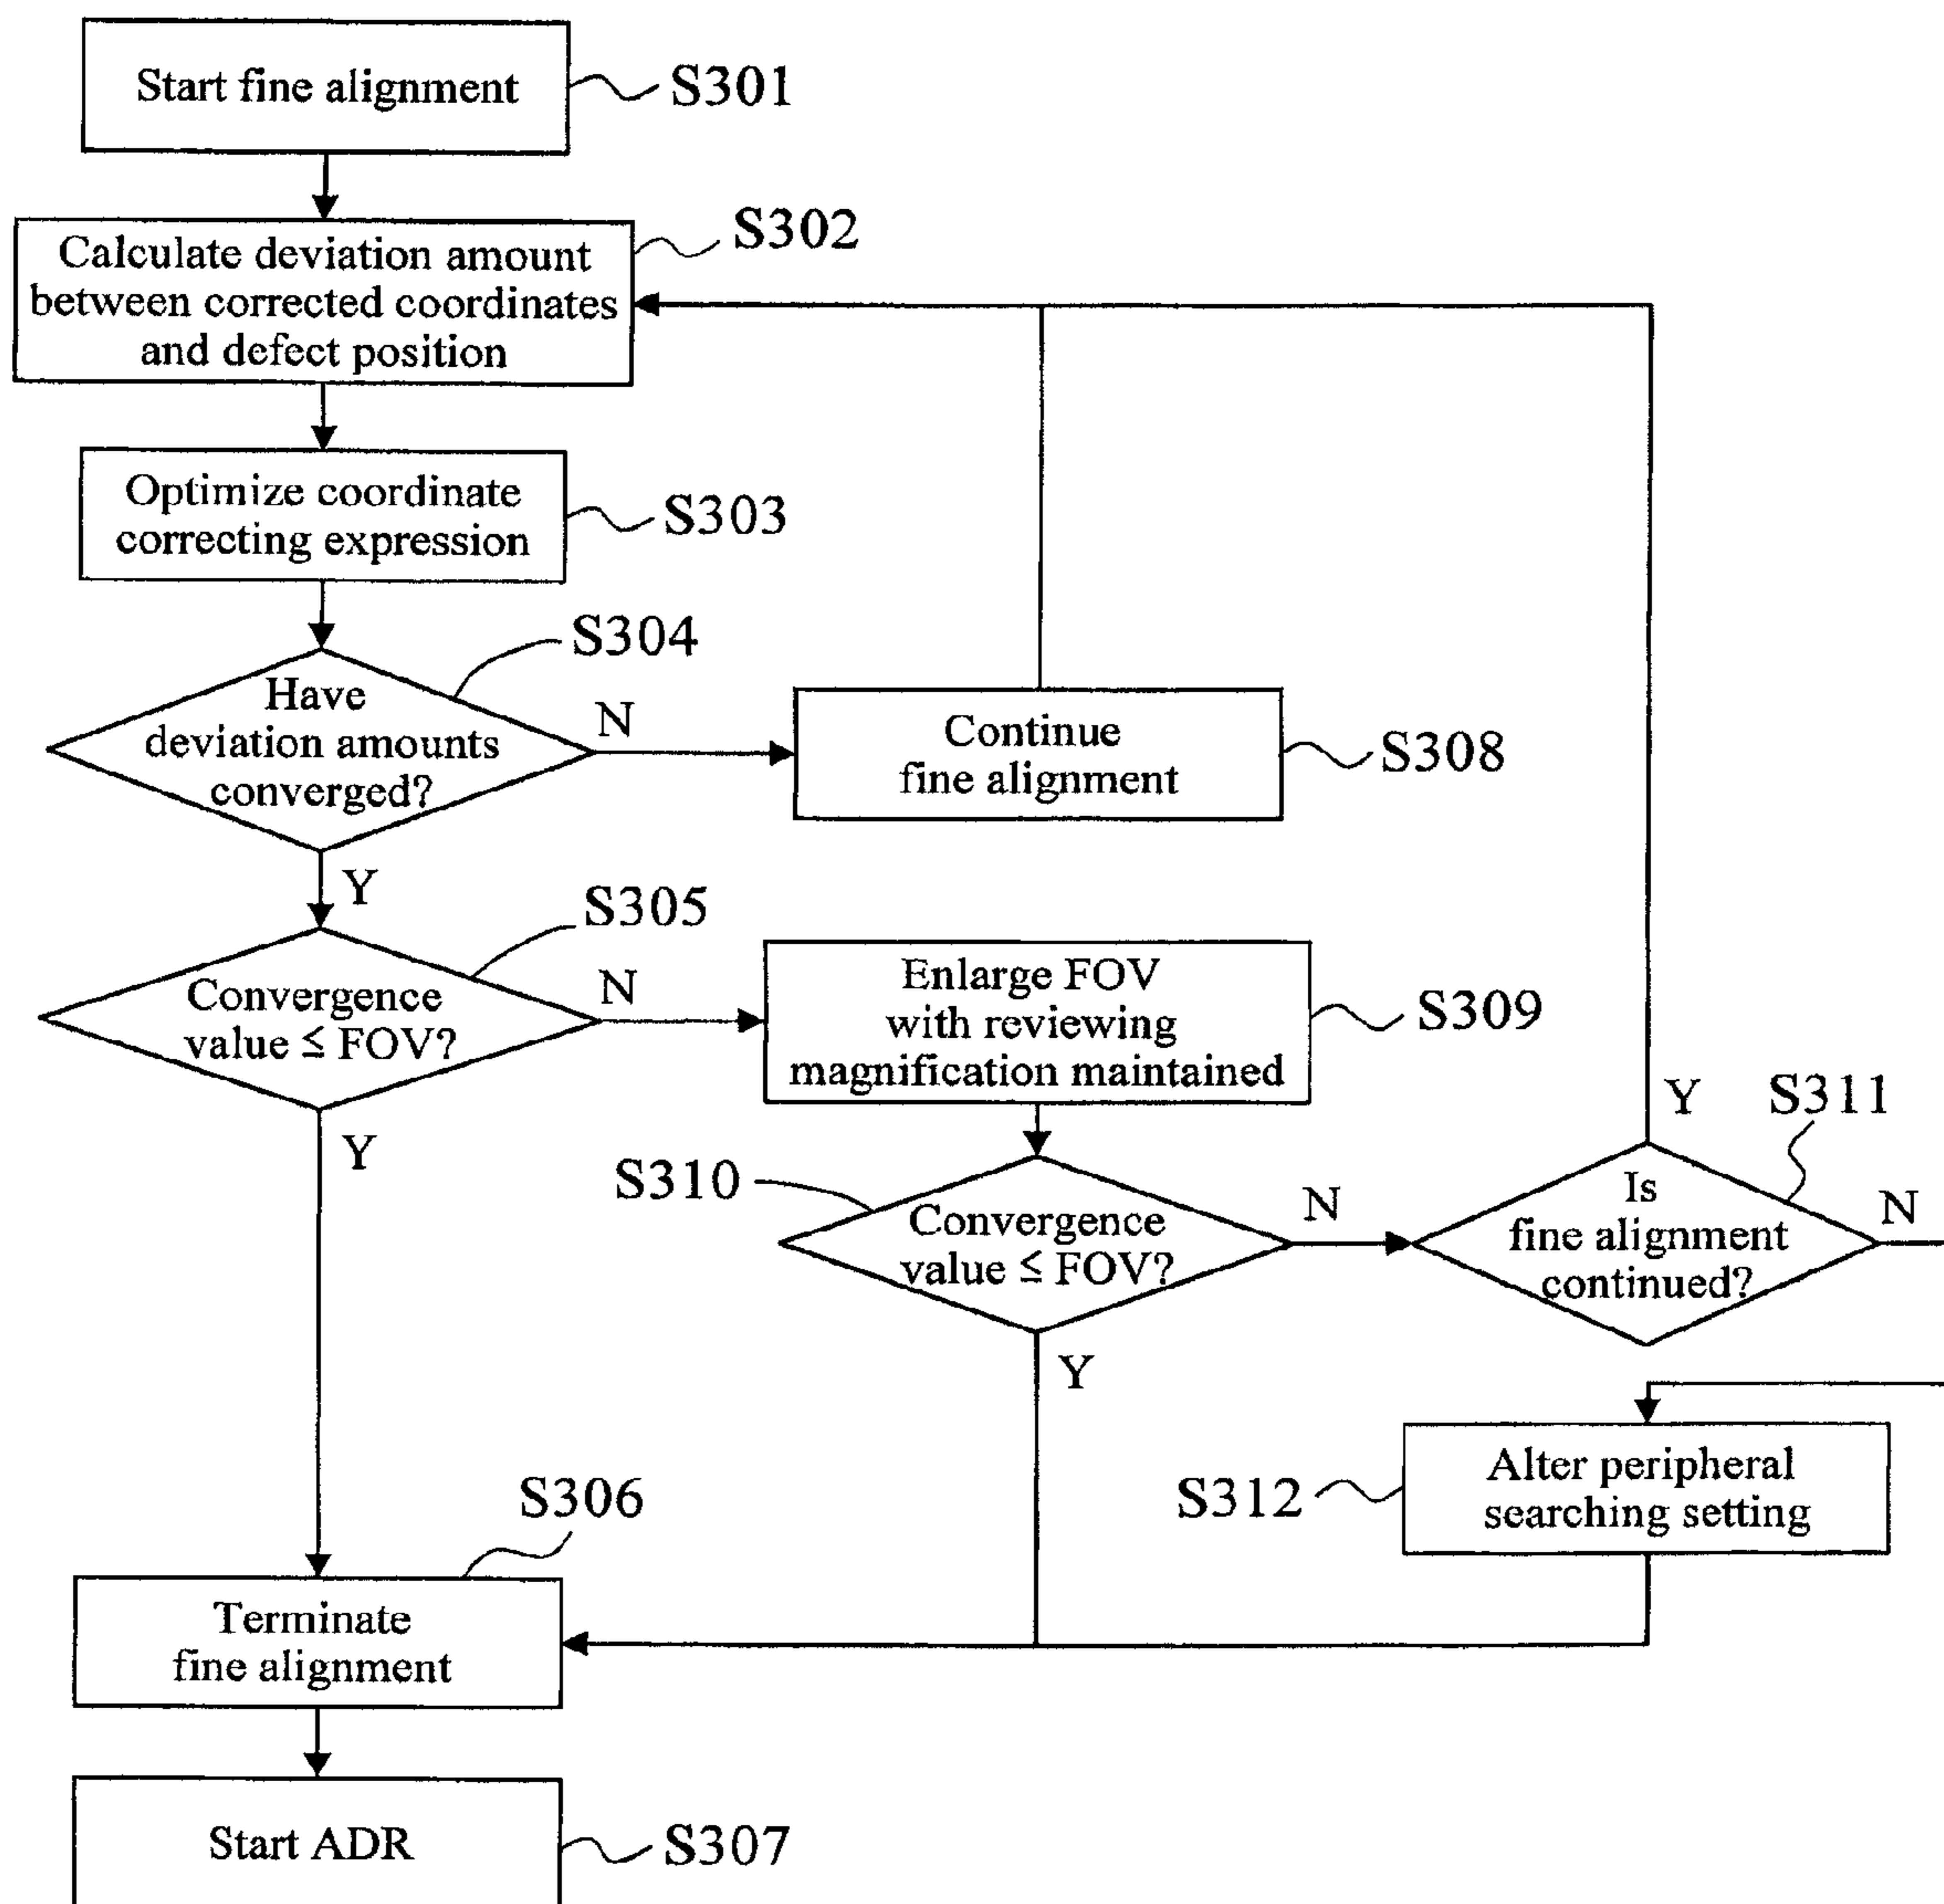 Start fine alignment
S301
S302
Calculate deviation amount
between corrected coordinates
and defect position
Optimize coordinate
correcting expression
S303
S304
Have
deviation amounts
converged?
N
Continue
fine alignment
S308
Y
S305
Convergence
value ≦ FOV?
N
Enlarge FOV
with reviewing
magnification maintained
S309
Y
S310
Convergence
value ≦ FOV?
N
Y
S311
Is
fine alignment
continued?
N
Y
S312
Alter peripheral
searching setting
S306
Terminate
fine alignment
Start ADR
S307